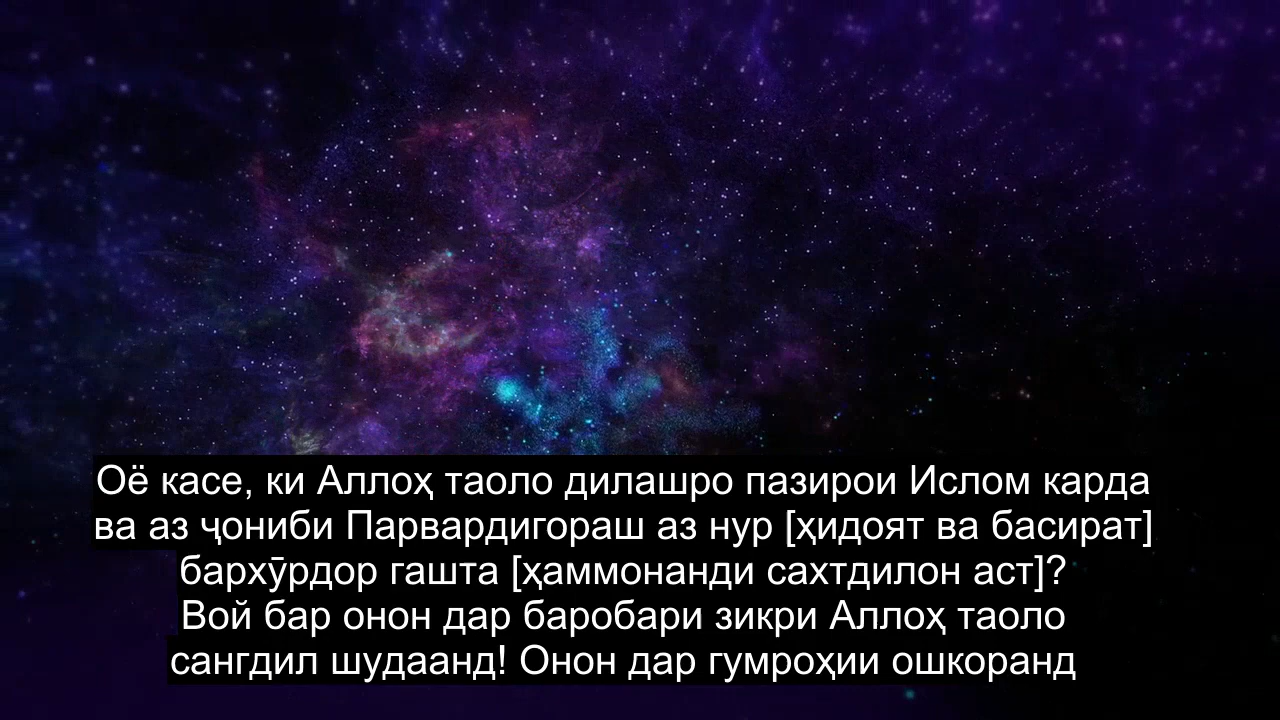 Оё касе, ки Аллоҳ таоло дилашро пазирои Ислом карда
ва аз ҷониби Парвардигораш аз нур [ҳидоят ва басират]
бархӯрдор гашта [ҳаммонанди сахтдилон аст]?
Вой бар онон дар баробари зикри Аллоҳ таоло
сангдил шудаанд! Онон дар гумроҳии ошкоранд